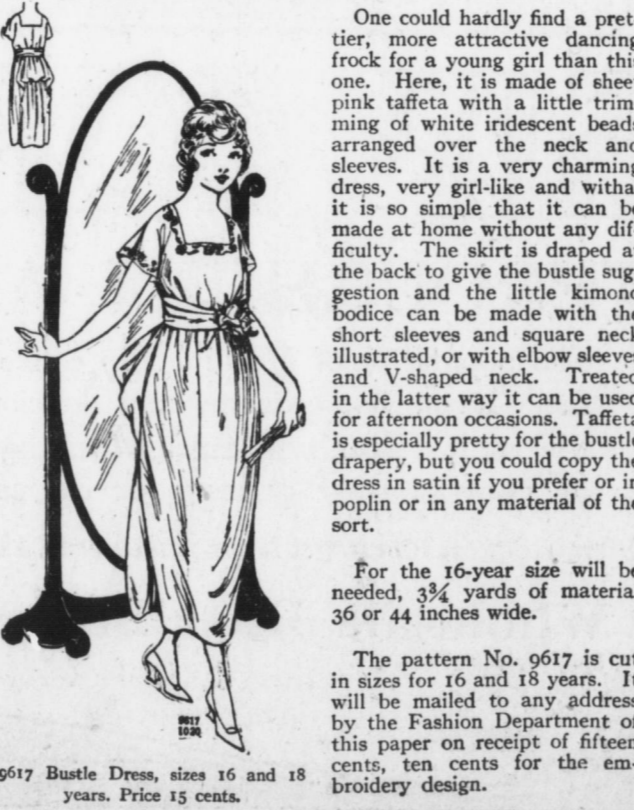 One could hardly find a pret-
tier, more attractive dancing
frock for a young girl than this
one. Here, it is made of sheer
pink taffeta with a little trim-
ming of white iridescent beads
arranged over the neck and
sleeves. It is a very charming
dress, very girl-like and withal
it is so simple that it can be
made at home without any dif-
ficulty. The skirt is draped at
the back to give the bustle sug-
gestion and the little kimono
bodice can be made with the
short sleeves and square neck
illustrated, or with elbow sleeves
and V-shaped neck. Treated
in the latter way it can be used
for afternoon occasions. Taffeta
is especially pretty for the bustle
drapery, but you could copy the
dress in satin if you prefer or in
poplin or in any material of the
sort.
For the 16-year size will be
needed, 3¾ yards of material
36 or 44 inches wide.
The pattern No. 9617 is cut
in sizes for 16 and 18 years. It
will be mailed to any address
by the Fashion Department of
this paper on receipt of fifteen
cents, ten cents for the em-
broidery design.
9617
1030
9617 Bustle Dress, sizes 16 and 18
years. Price 15 cents.